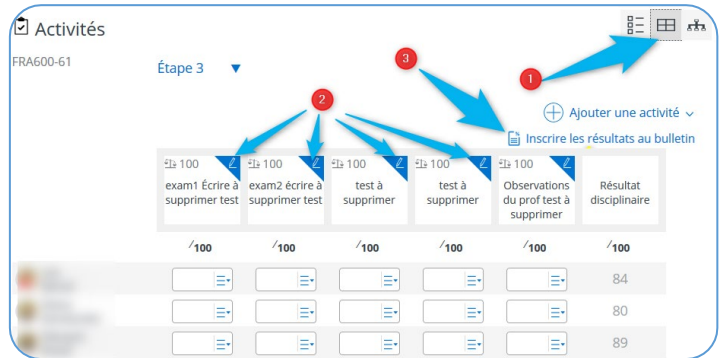 Activités
FRA600-61
Étape 3
3
1
2
Ajouter une activité
Inscrire les résultats au bulletin
100 100 100 100 100
exam1 Écrire à supprimer test
exam2 écrire à supprimer test
test à supprimer
test à supprimer
Observations du prof test à supprimer
Résultat disciplinaire
/100 /100 /100 /100 /100 /100
84
80
89